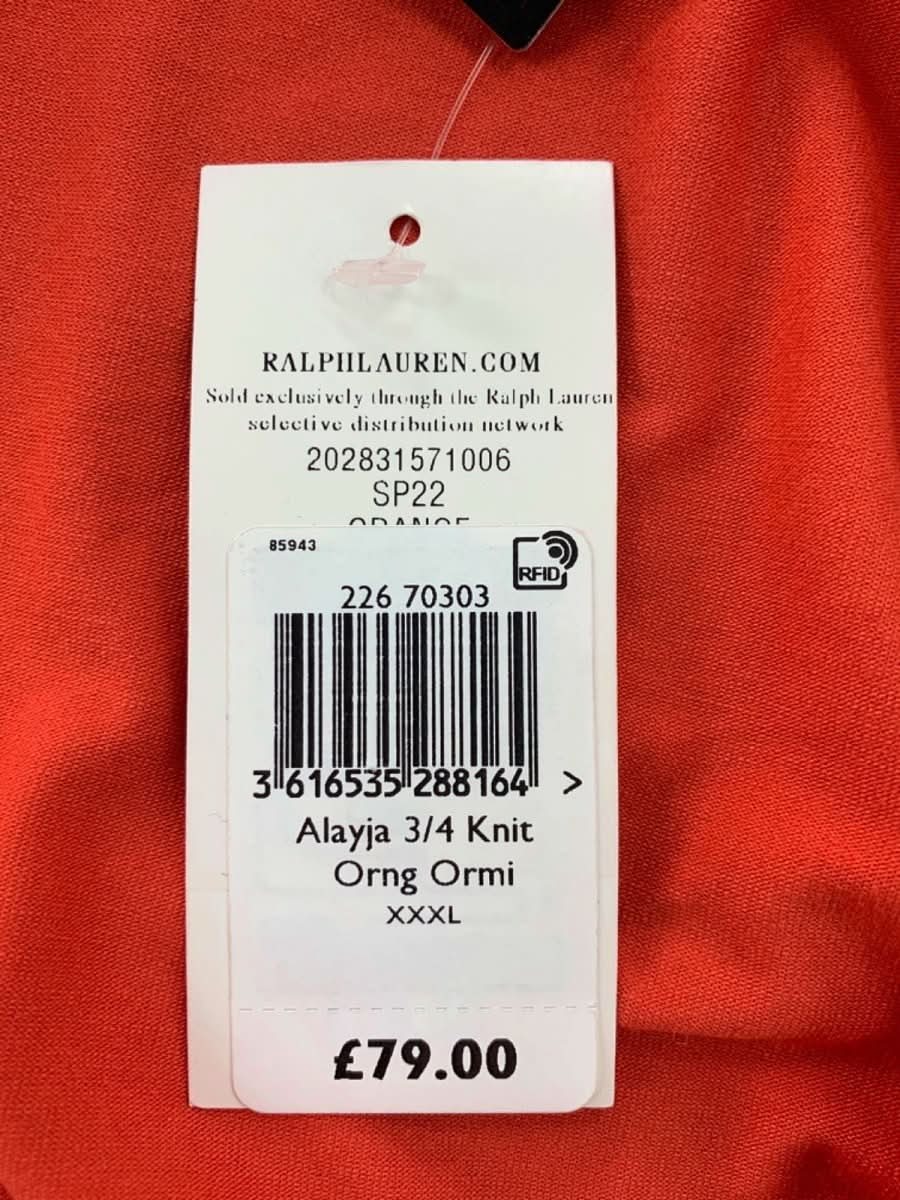 RALPHLAUREN.COM
Sold exclusively through the Ralph Lauren
selective distribution network
202831571006
SP22
ORANGE
85943
RFID
226 70303
3 616535 288164 >
Alayja 3/4 Knit
Orng Ormi
XXXL
£79.00